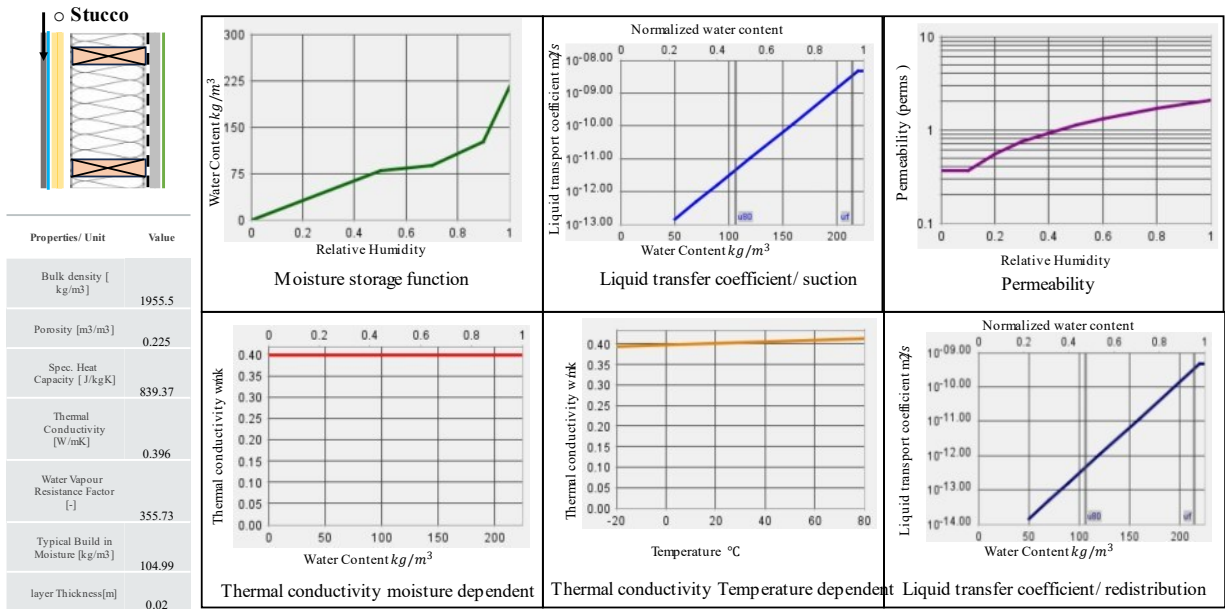 ○ Stucco
Properties/ Unit Value
Bulk density [
kg/m3]
1955.5
Porosity [m3/m3]
0.225
Spec. Heat
Capacity [ J/kgK]
839.37
Thermal
Conductivity
[W/mK]
0.396
Water Vapour
Resistance Factor
[-]
355.73
Typical Build in
Moisture [kg/m3]
104.99
layer Thickness[m]
0.02
300
225
150
75
0
0 0.2 0.4 0.6 0.8 1
Water Content kg/m³
Relative Humidity
Moisture storage function
Normalized water content
0 0.2 0.4 0.6 0.8 1
10-08.00
10-09.00
10-10.00
10-11.00
10-12.00
10-13.00
u80 uf
0 50 100 150 200
Liquid transport coefficient m²/s
Water Content kg/m³
Liquid transfer coefficient/ suction
10
1
0.1
0 0.2 0.4 0.6 0.8 1
Permeability (perms)
Relative Humidity
Permeability
0 0.2 0.4 0.6 0.8 1
0.40
0.35
0.30
0.25
0.20
0.15
0.10
0.05
0.00
0 50 100 150 200
Thermal conductivity w/mk
Water Content kg/m³
Thermal conductivity moisture dependent
0.40
0.35
0.30
0.25
0.20
0.15
0.10
0.05
0.00
-20 0 20 40 60 80
Thermal conductivity w/mk
Temperature °C
Thermal conductivity Temperature dependent
Normalized water content
0 0.2 0.4 0.6 0.8 1
10-09.00
10-10.00
10-11.00
10-12.00
10-13.00
10-14.00
u80 uf
0 50 100 150 200
Liquid transport coefficient m²/s
Water Content kg/m³
Liquid transfer coefficient/ redistribution